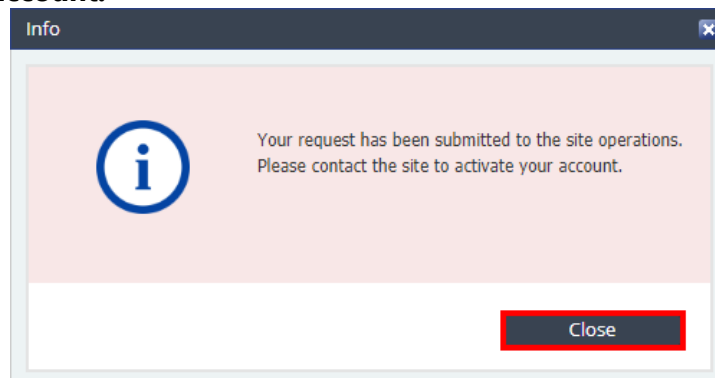 Info
Your request has been submitted to the site operations.
Please contact the site to activate your account.
Close